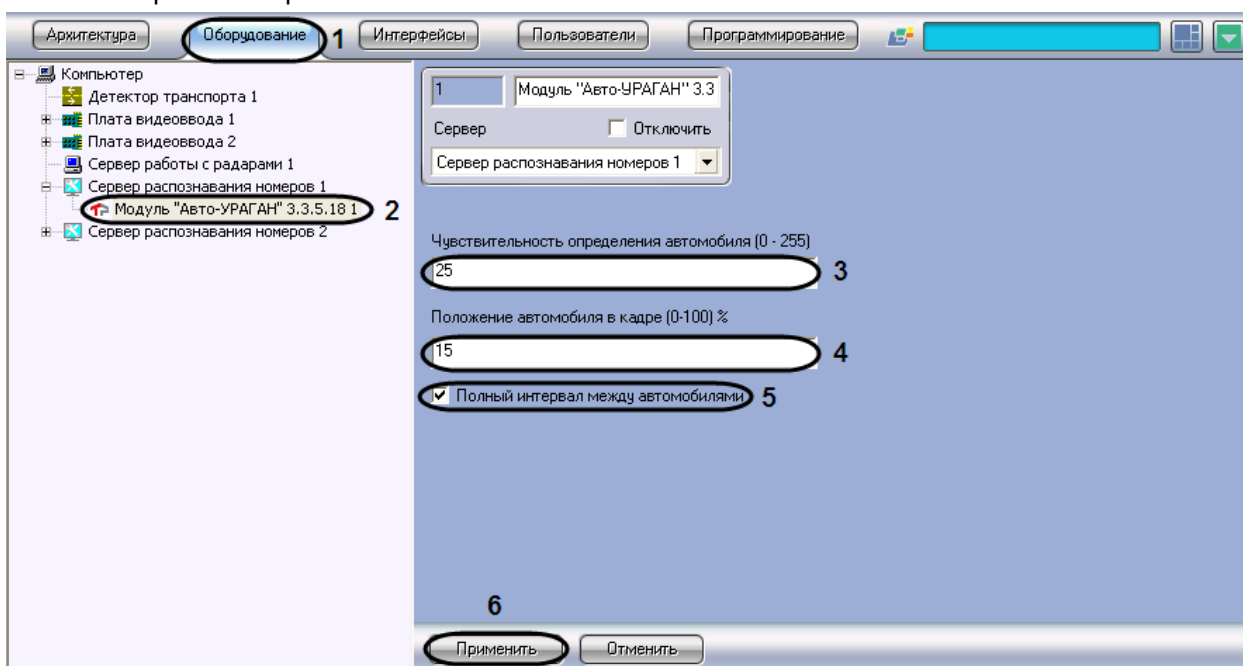 Архитектура Оборудование 1 Интерфейсы Пользователи Программирование
Компьютер
Детектор транспорта 1
Плата видеоввода 1
Плата видеоввода 2
Сервер работы с радарами 1
Сервер распознавания номеров 1
Модуль "Авто-УРАГАН" 3.3.5.18 1 2
Сервер распознавания номеров 2
1 Модуль "Авто-УРАГАН" 3.3
Сервер Отключить
Сервер распознавания номеров 1
Чувствительность определения автомобиля (0 - 255)
25 3
Положение автомобиля в кадре (0-100) %
15 4
Полный интервал между автомобилями 5
6
Применить Отменить